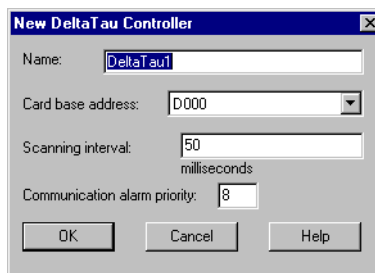 New DeltaTau Controller
Name: DeltaTau1
Card base address: D000
Scanning interval: 50
milliseconds
Communication alarm priority: 8
OK Cancel Help